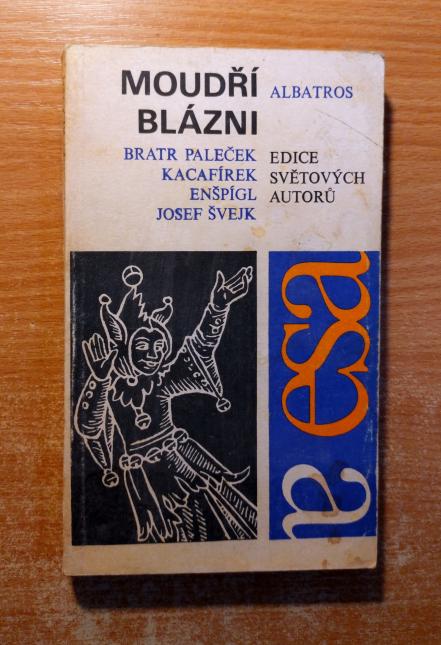 MOUDŘÍ
BLÁZNI
BRATR PALEČEK
KACAFÍREK
ENŠPÍGL
JOSEF ŠVEJK
ALBATROS
EDICE
SVĚTOVÝCH
AUTORŮ
esa
a